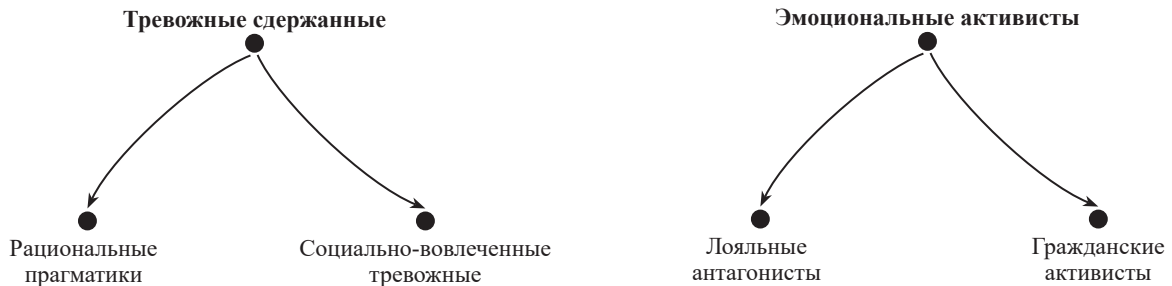 Тревожные сдержанные
Эмоциональные активисты
Рациональные
прагматики
Социально-вовлеченные
тревожные
Лояльные
антагонисты
Гражданские
активисты